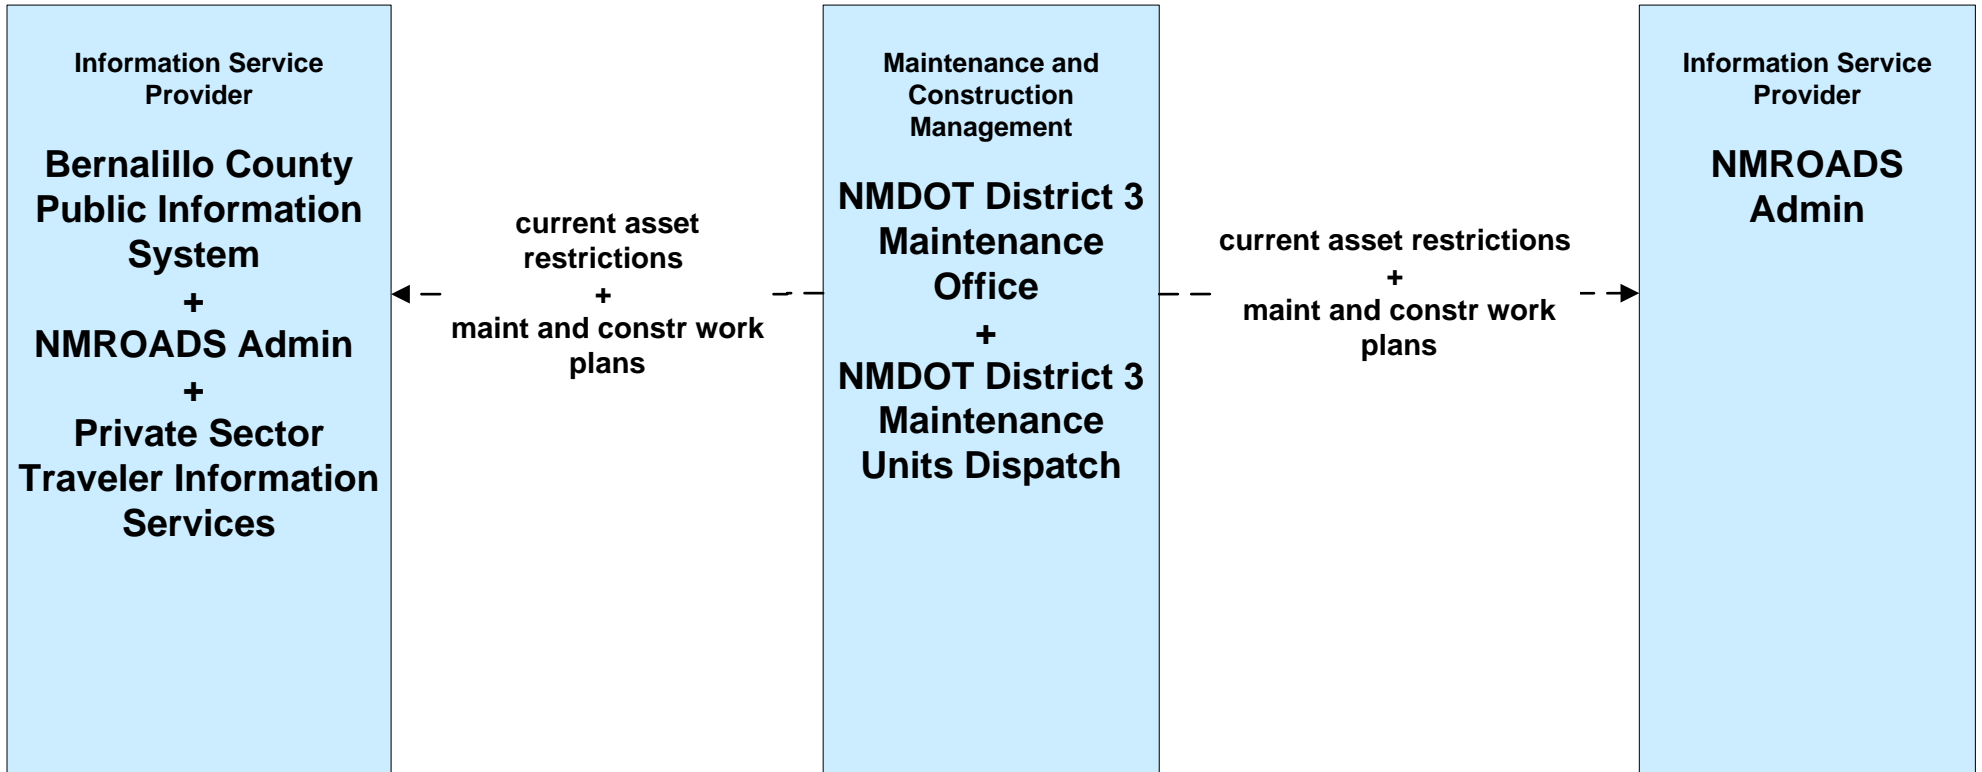 Information Service
Provider
Bernalillo County
Public Information
System
+
NMROADS Admin
+
Private Sector
Traveler Information
Services
current asset
restrictions
+
maint and constr work
plans
Maintenance and
Construction
Management
NMDOT District 3
Maintenance
Office
+
NMDOT District 3
Maintenance
Units Dispatch
current asset restrictions
+
maint and constr work
plans
Information Service
Provider
NMROADS
Admin